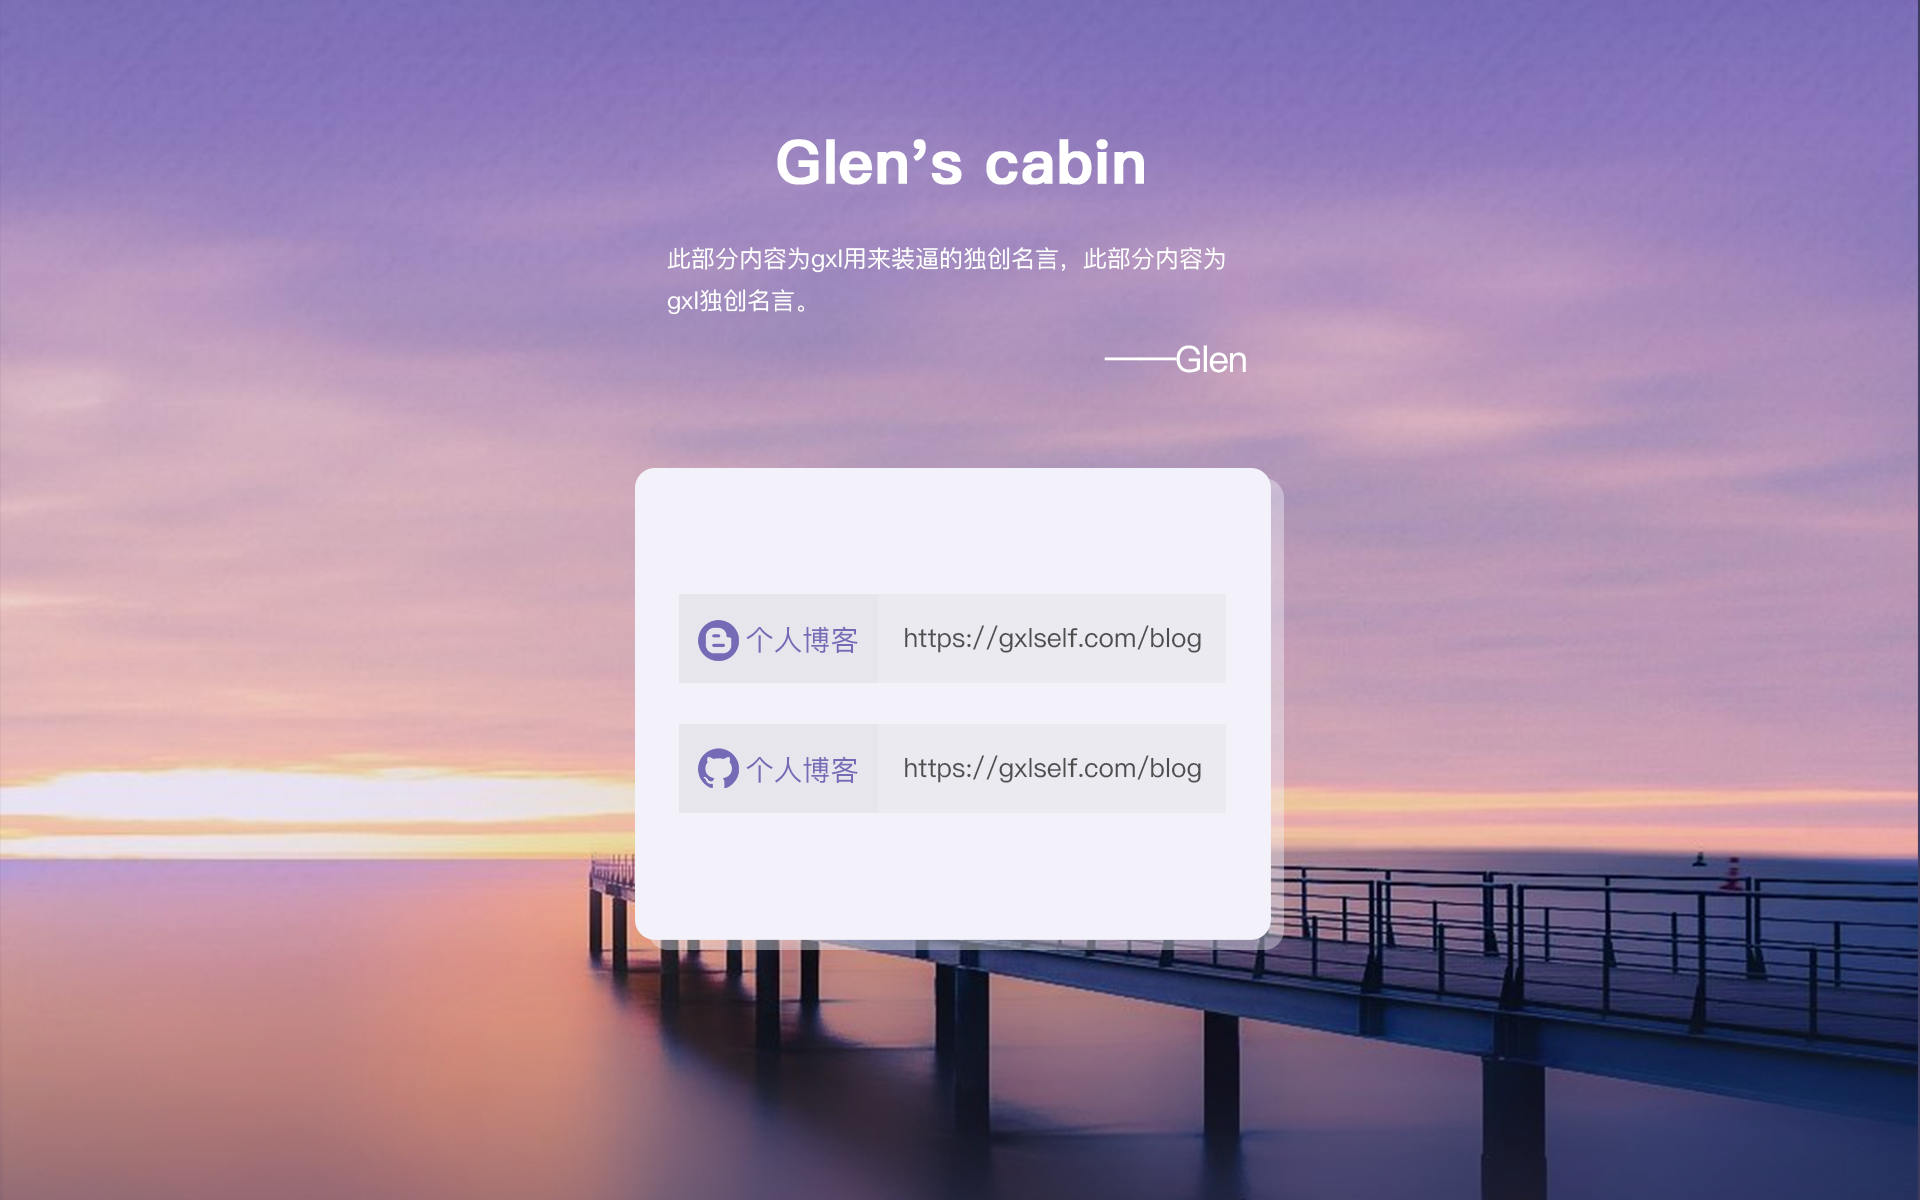 Glen’s cabin
此部分内容为gxl用来装逼的独创名言，此部分内容为
gxl独创名言。
——Glen
个人博客 https://gxlself.com/blog
个人博客 https://gxlself.com/blog